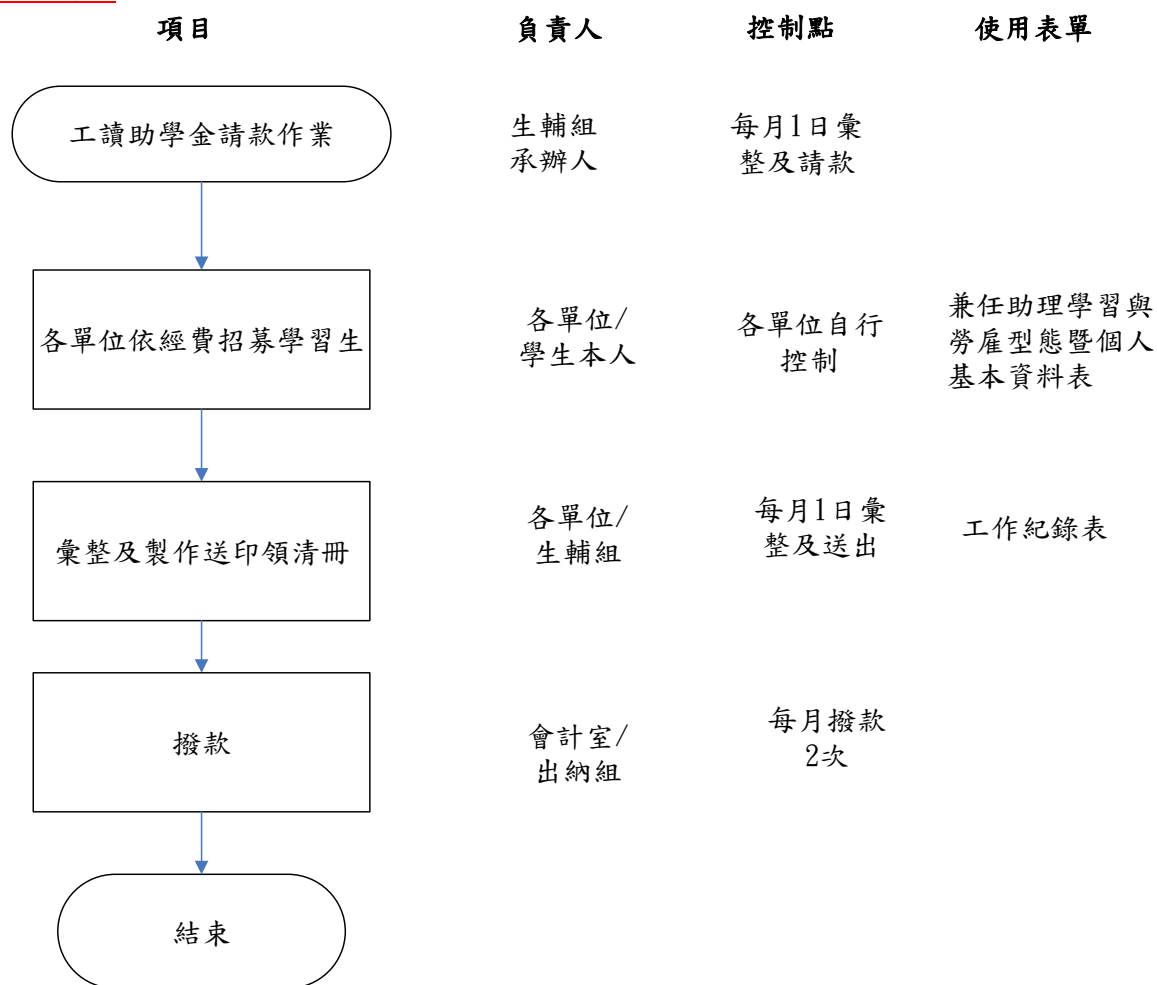 項目
負責人
控制點
使用表單
工讀助學金請款作業
生輔組
承辦人
每月1日彙
整及請款
各單位依經費招募學習生
各單位/
學生本人
各單位自行
控制
兼任助理學習與
勞雇型態暨個人
基本資料表
彙整及製作送印領清冊
各單位/
生輔組
每月1日彙
整及送出
工作紀錄表
撥款
會計室/
出納組
每月撥款
2次
結束